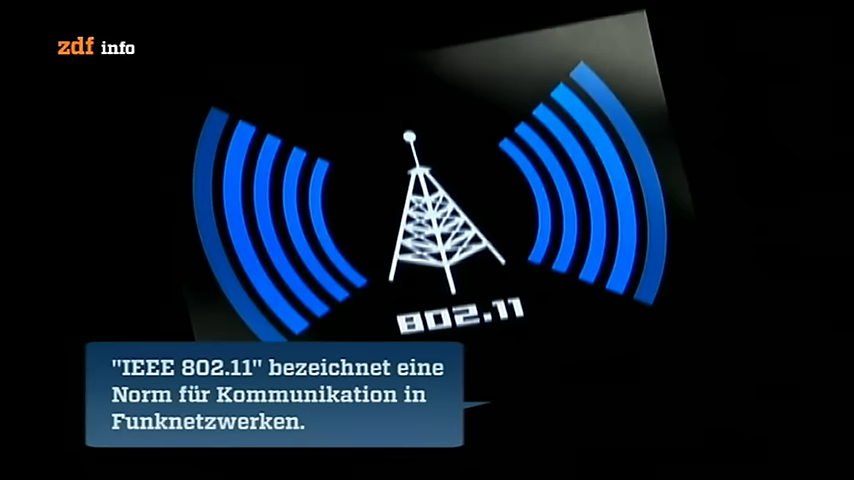 zdf info
802.11
"IEEE 802.11" bezeichnet eine
Norm für Kommunikation in
Funknetzwerken.